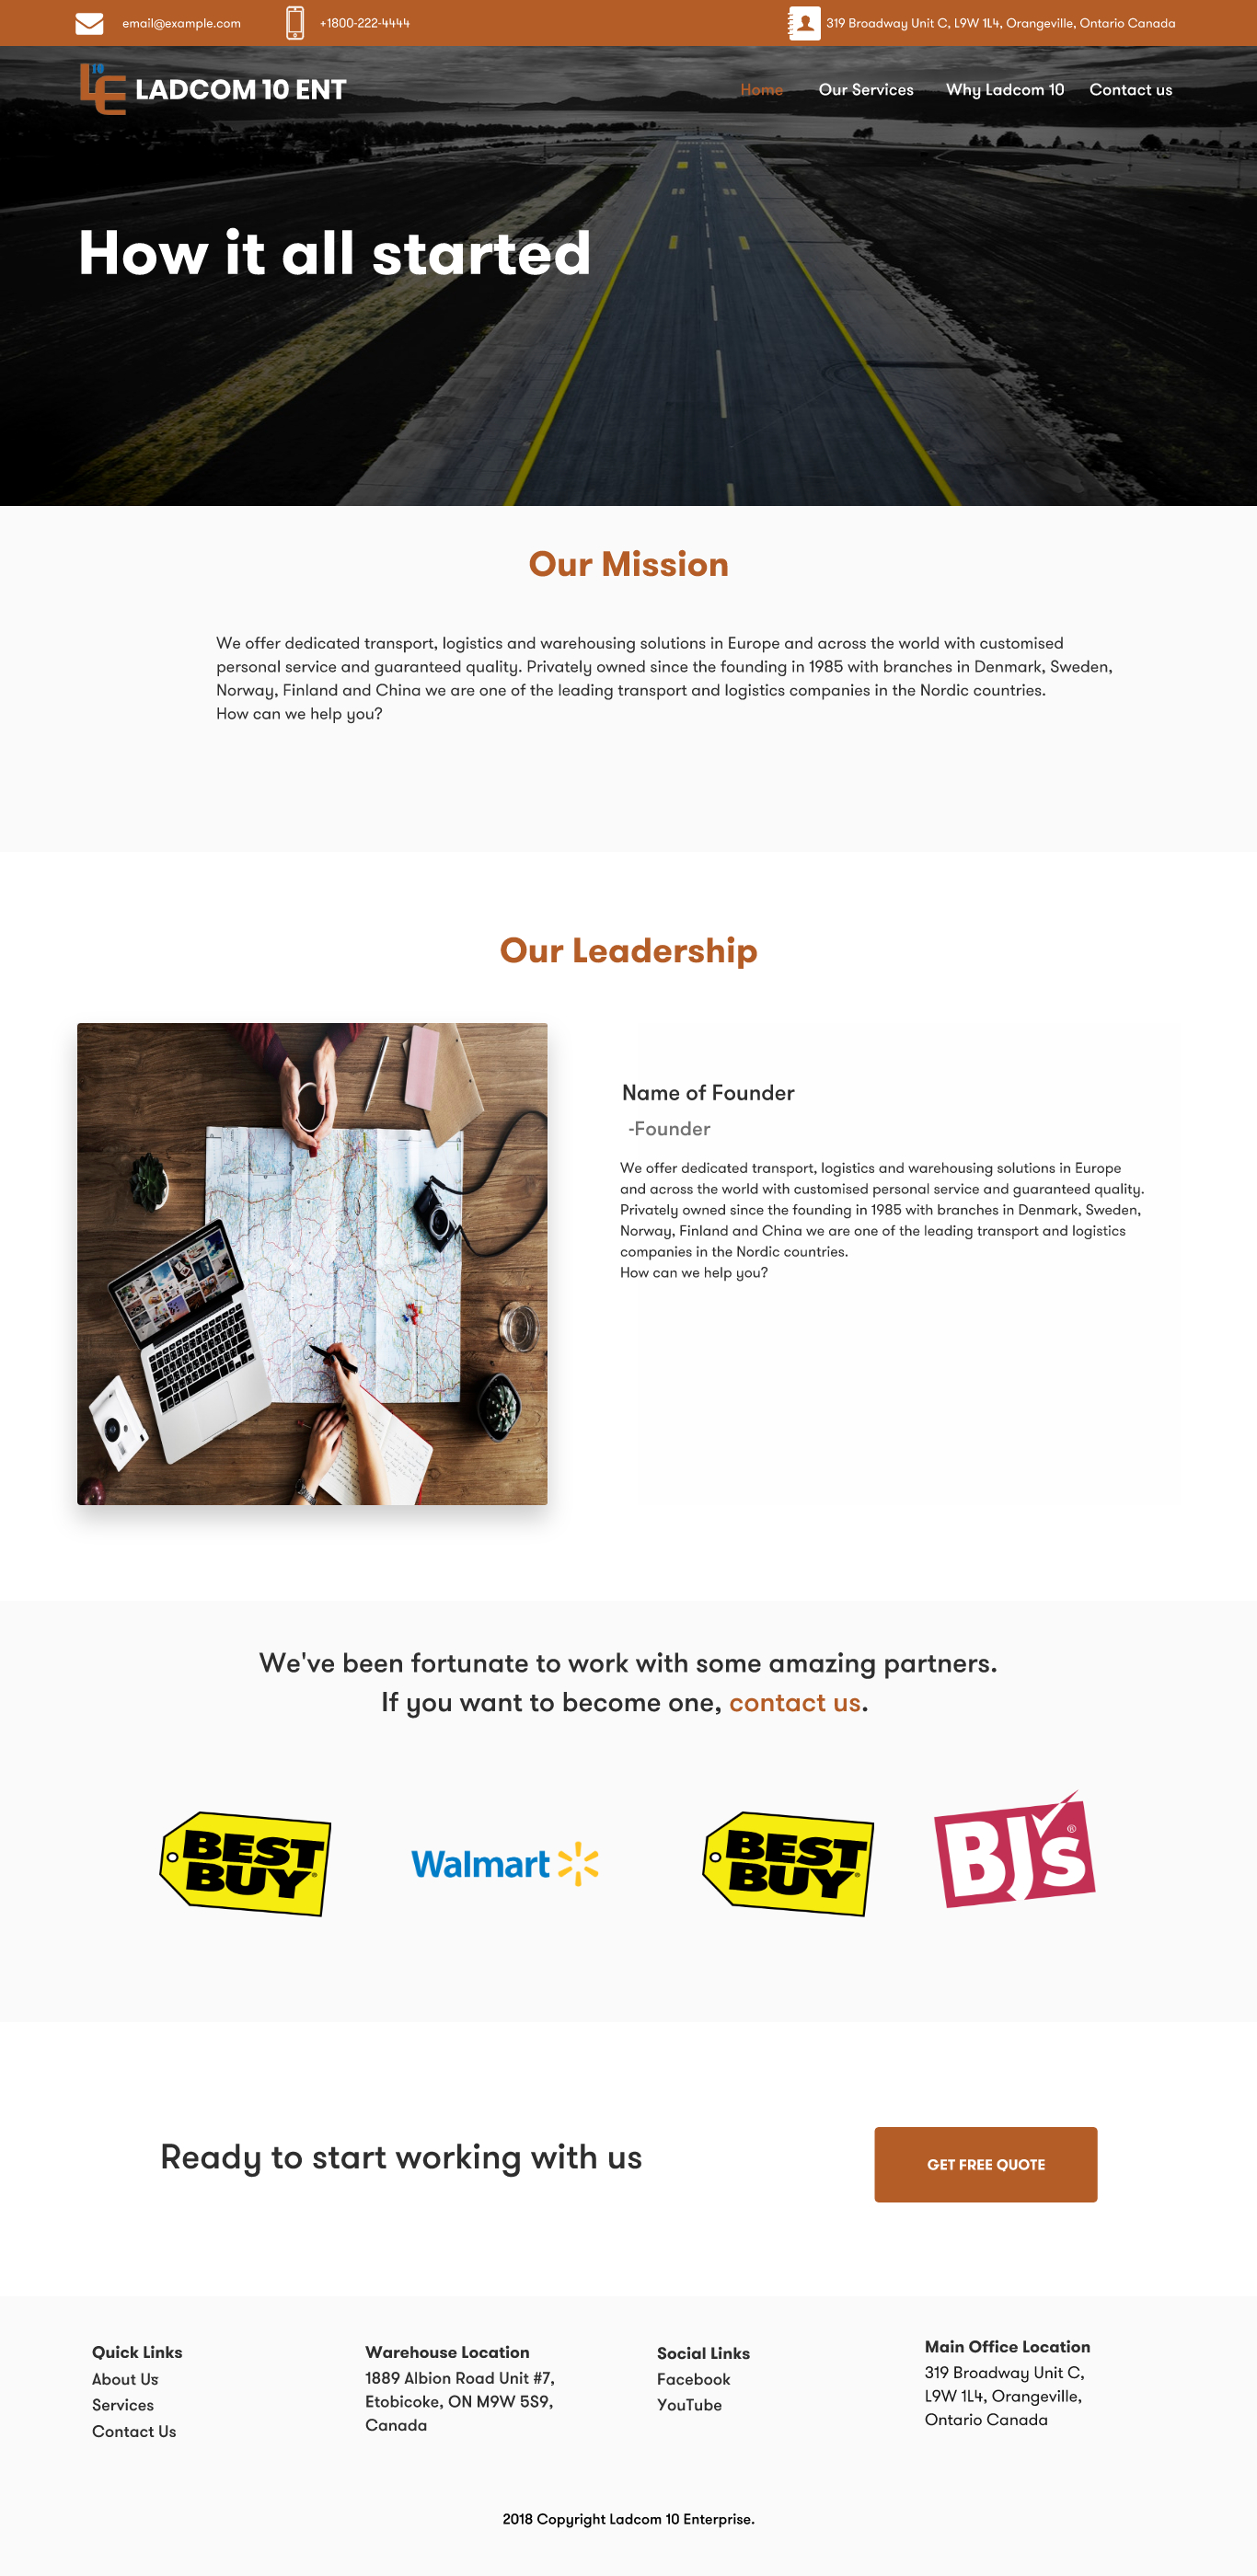 email@example.com
+1800-222-4444
319 Broadway Unit C, L9W 1L4, Orangeville, Ontario Canada
10
LE
LADCOM 10 ENT
Home
Our Services
Why Ladcom 10
Contact us
How it all started
Our Mission
We offer dedicated transport, logistics and warehousing solutions in Europe and across the world with customised
personal service and guaranteed quality. Privately owned since the founding in 1985 with branches in Denmark, Sweden,
Norway, Finland and China we are one of the leading transport and logistics companies in the Nordic countries.
How can we help you?
Our Leadership
Name of Founder
-Founder
We offer dedicated transport, logistics and warehousing solutions in Europe
and across the world with customised personal service and guaranteed quality.
Privately owned since the founding in 1985 with branches in Denmark, Sweden,
Norway, Finland and China we are one of the leading transport and logistics
companies in the Nordic countries.
How can we help you?
We've been fortunate to work with some amazing partners.
If you want to become one, contact us.
BEST
BUY
Walmart
BEST
BUY
BJ's®
Ready to start working with us
GET FREE QUOTE
Quick Links
About Us
Services
Contact Us
Warehouse Location
1889 Albion Road Unit #7,
Etobicoke, ON M9W 5S9,
Canada
Social Links
Facebook
YouTube
Main Office Location
319 Broadway Unit C,
L9W 1L4, Orangeville,
Ontario Canada
2018 Copyright Ladcom 10 Enterprise.